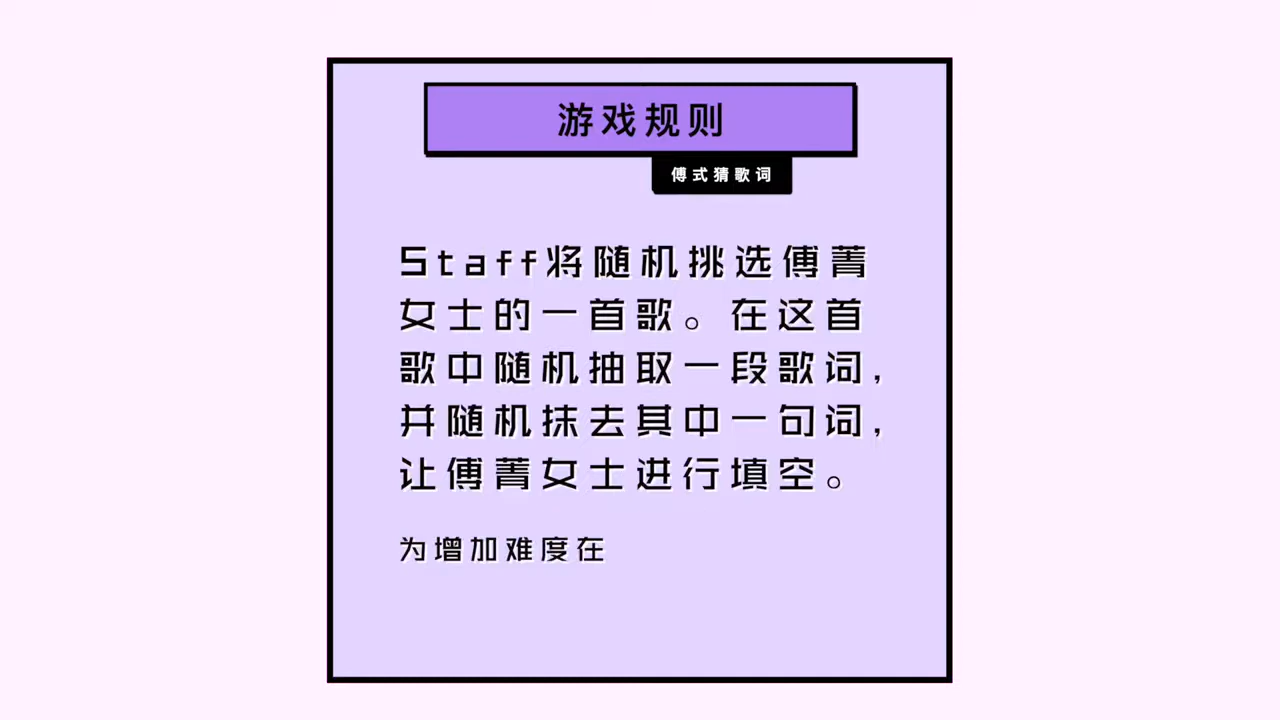 游戏规则
傅式猜歌词
Staff将随机挑选傅菁
女士的一首歌。在这首
歌中随机抽取一段歌词,
并随机抹去其中一句词,
让傅菁女士进行填空。
为增加难度在